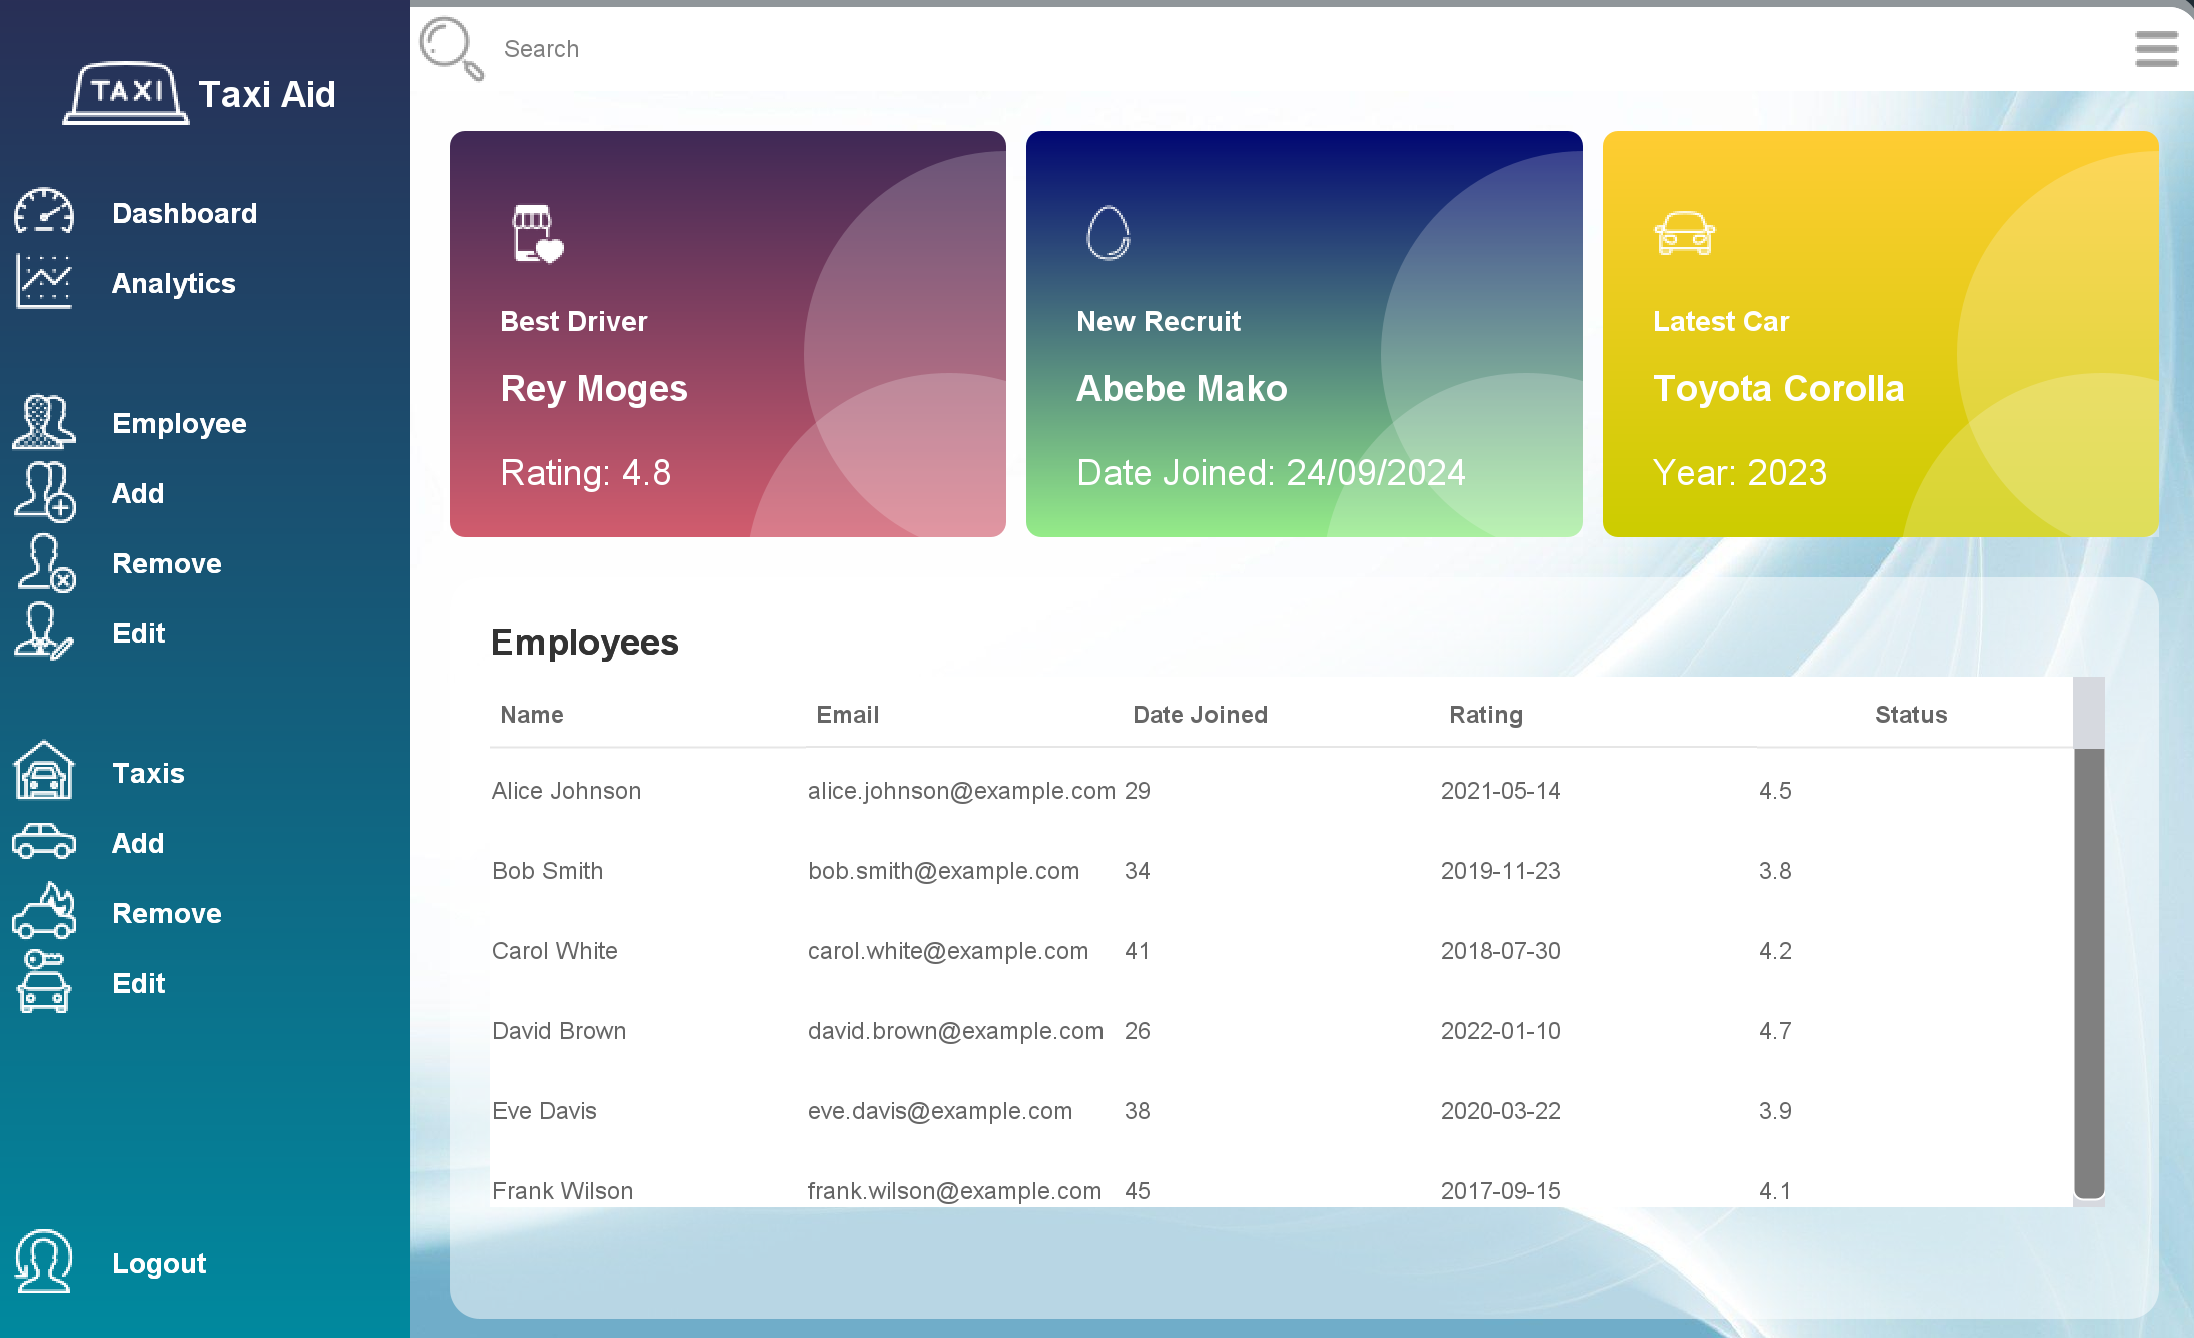 TAXI Taxi Aid
Dashboard
Analytics
Employee
Add
Remove
Edit
Taxis
Add
Remove
Edit
Logout
Search
Best Driver
Rey Moges
Rating: 4.8
New Recruit
Abebe Mako
Date Joined: 24/09/2024
Latest Car
Toyota Corolla
Year: 2023
Employees
Name Email Date Joined Rating Status
Alice Johnson alice.johnson@example.com 29 2021-05-14 4.5
Bob Smith bob.smith@example.com 34 2019-11-23 3.8
Carol White carol.white@example.com 41 2018-07-30 4.2
David Brown david.brown@example.com 26 2022-01-10 4.7
Eve Davis eve.davis@example.com 38 2020-03-22 3.9
Frank Wilson frank.wilson@example.com 45 2017-09-15 4.1